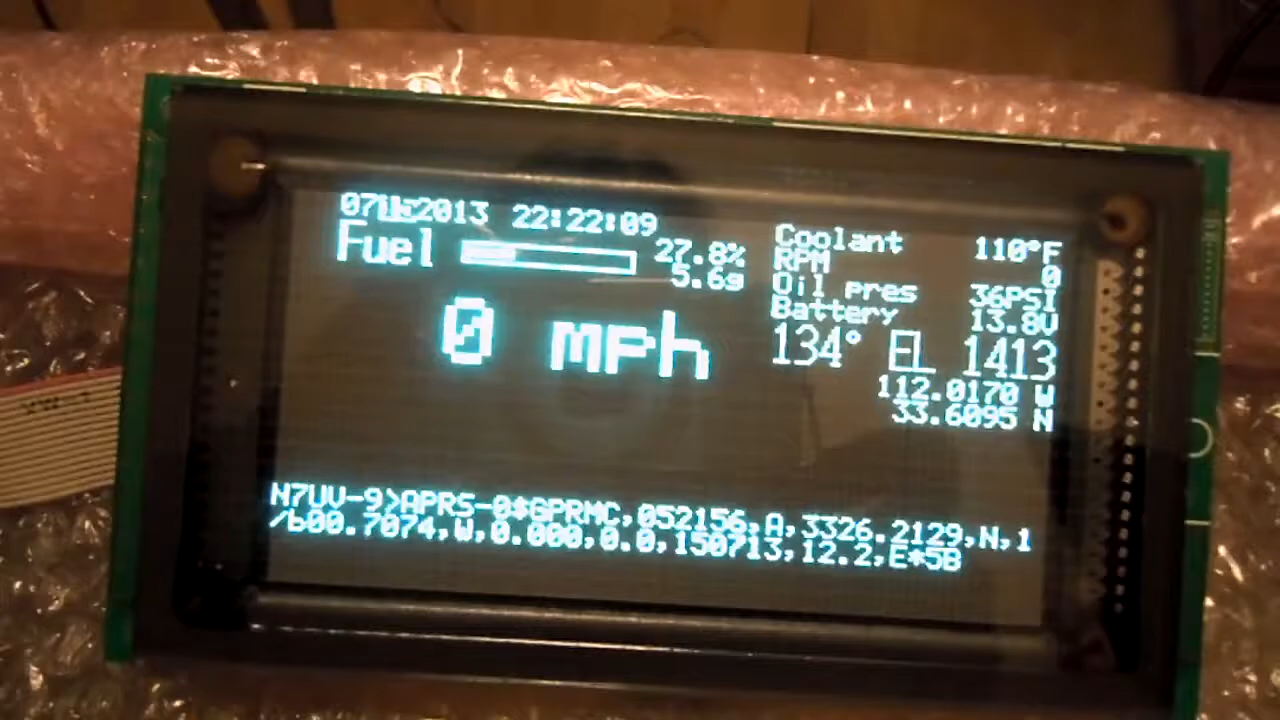 2013 22:22:09
Fuel 27.8%
5.6g
0 mph
Coolant 110°F
RPM 0
Oil pres 36PSI
Battery 13.8V
134° EL 1413
112.0170 W
33.6095 N
N7UV-9>APRS-0$GPRMC,052156,A,3326.2129,N,1
/600.7074,W,0.000,0.0,150713,12.2,E*5B